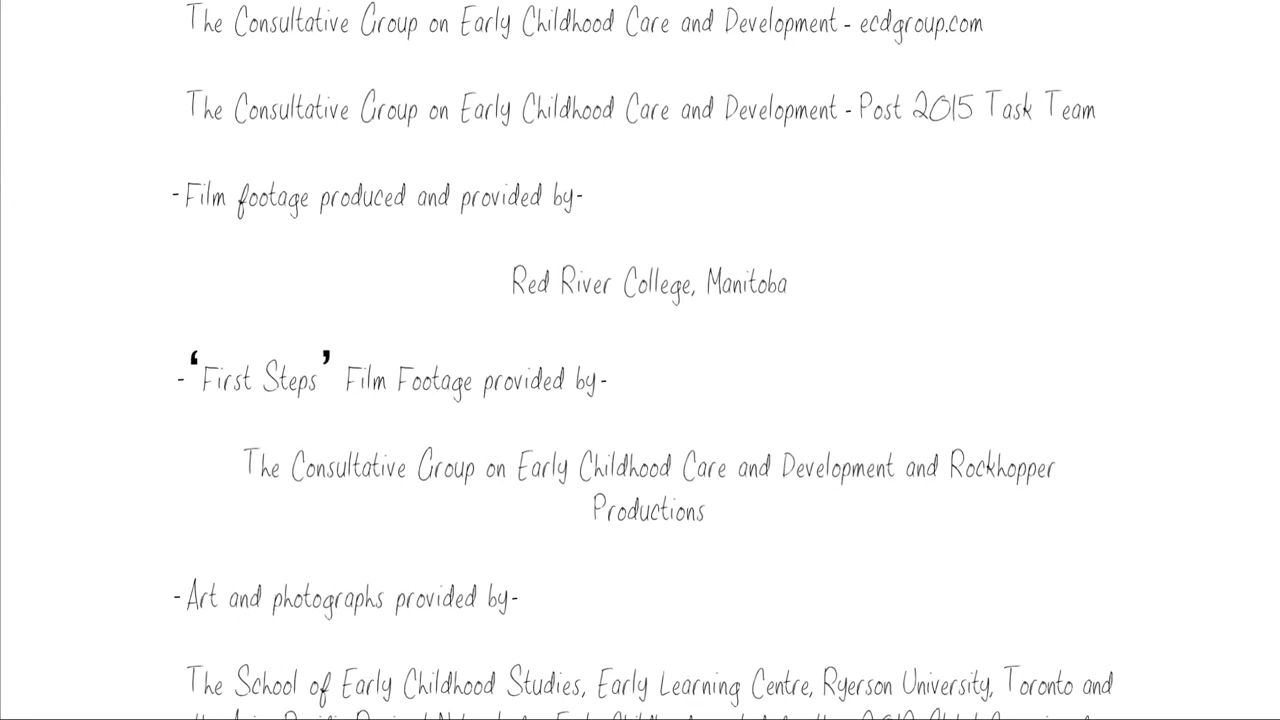 The Consultative Group on Early Childhood Care and Development - ecdgroup.com
The Consultative Group on Early Childhood Care and Development - Post 2015 Task Team
-Film footage produced and provided by-
Red River College, Manitoba
-‘First Steps’ Film Footage provided by-
The Consultative Group on Early Childhood Care and Development and Rockhopper
Productions
-Art and photographs provided by-
The School of Early Childhood Studies, Early Learning Centre, Ryerson University, Toronto and